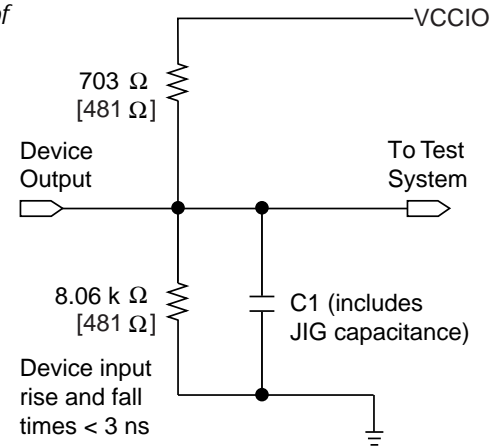 of
VCCIO
703 Ω
[481 Ω]
Device
Output
To Test
System
8.06 k Ω
[481 Ω]
C1 (includes
JIG capacitance)
Device input
rise and fall
times < 3 ns